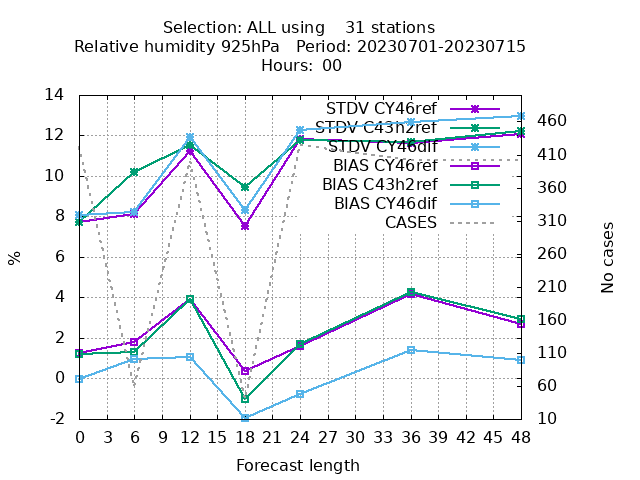 Selection: ALL using 31 stations
Relative humidity 925hPa Period: 20230701-20230715
Hours: 00
14
12
10
8
6
4
2
0
-2
%
STDV CY46ref
STDV C43h2ref
STDV CY46dif
BIAS CY46ref
BIAS C43h2ref
BIAS CY46dif
CASES
460
410
360
310
260
210
160
110
60
10
No cases
0 3 6 9 12 15 18 21 24 27 30 33 36 39 42 45 48
Forecast length